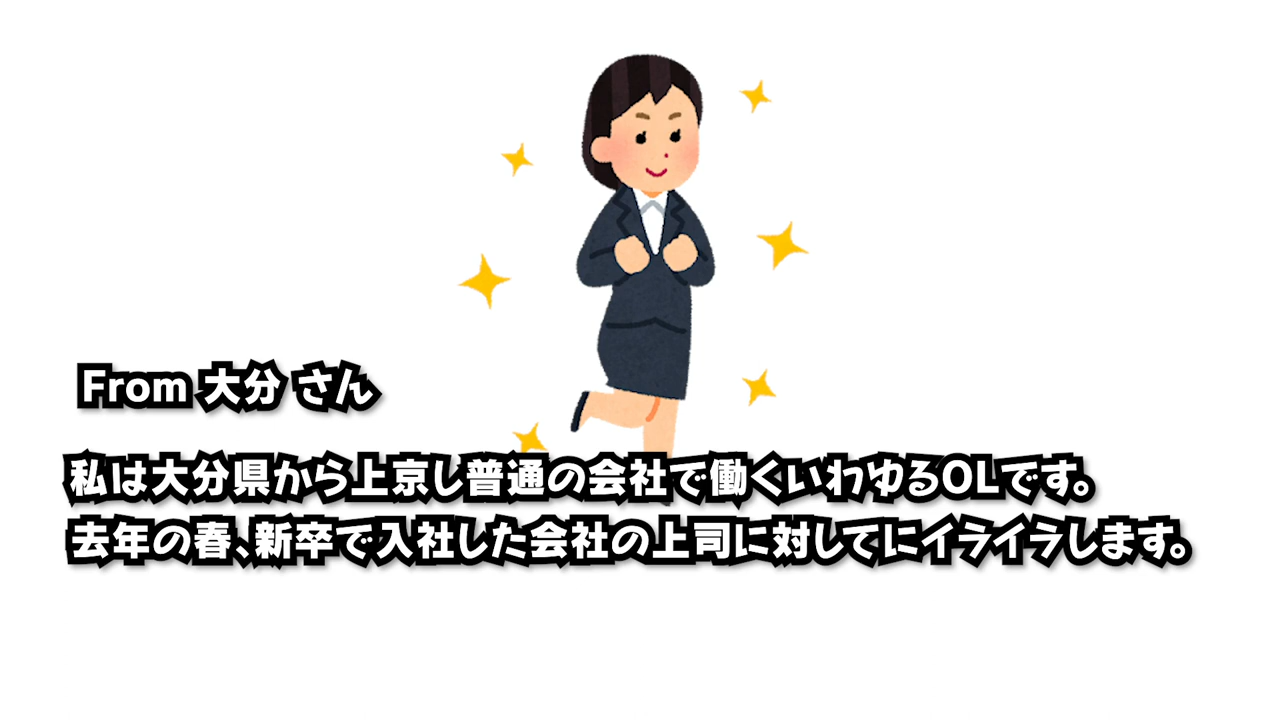 From 大分 さん
私は大分県から上京し普通の会社で働くいわゆるOLです。
去年の春、新卒で入社した会社の上司に対してにイライラします。